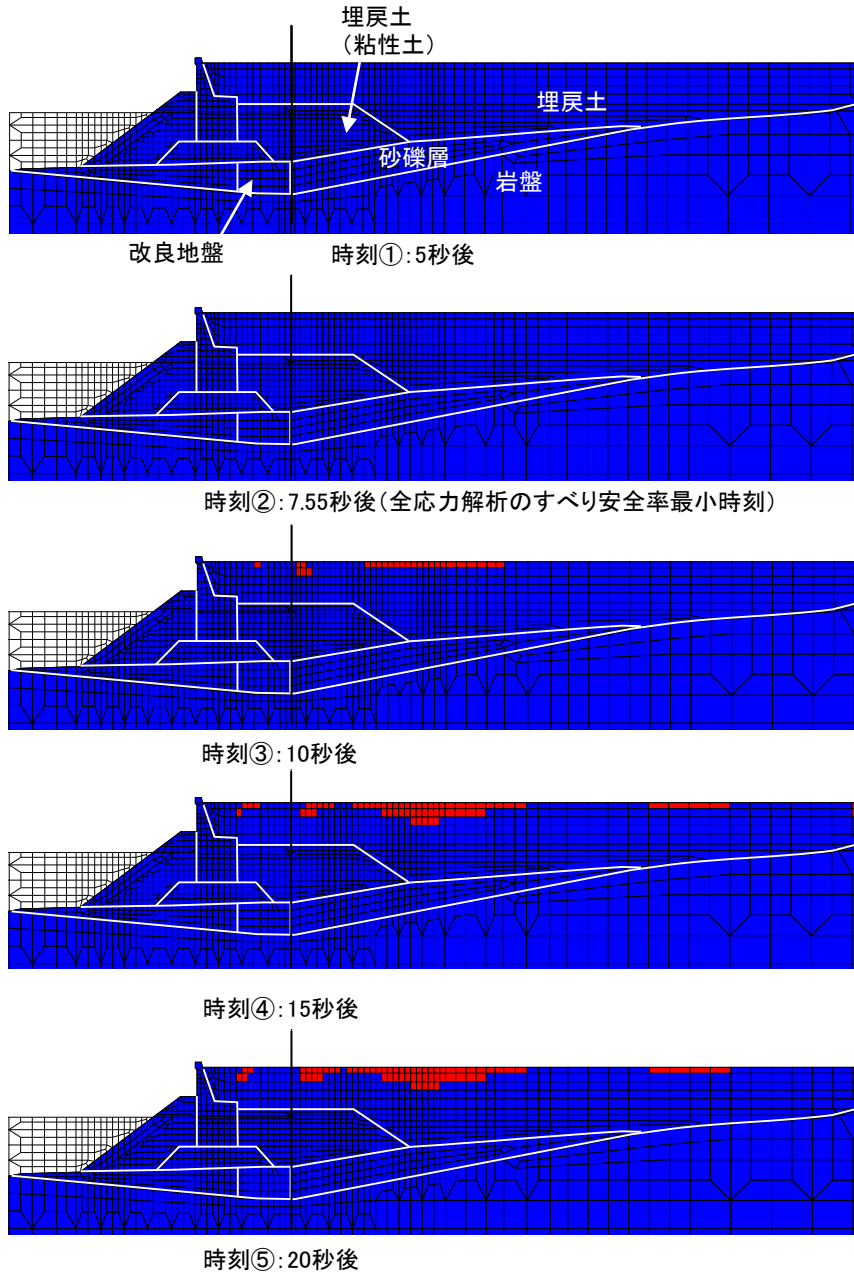 埋戻土
(粘性土)
埋戻土
砂礫層
岩盤
改良地盤
時刻①:5秒後
時刻②:7.55秒後(全応力解析のすべり安全率最小時刻)
時刻③:10秒後
時刻④:15秒後
時刻⑤:20秒後